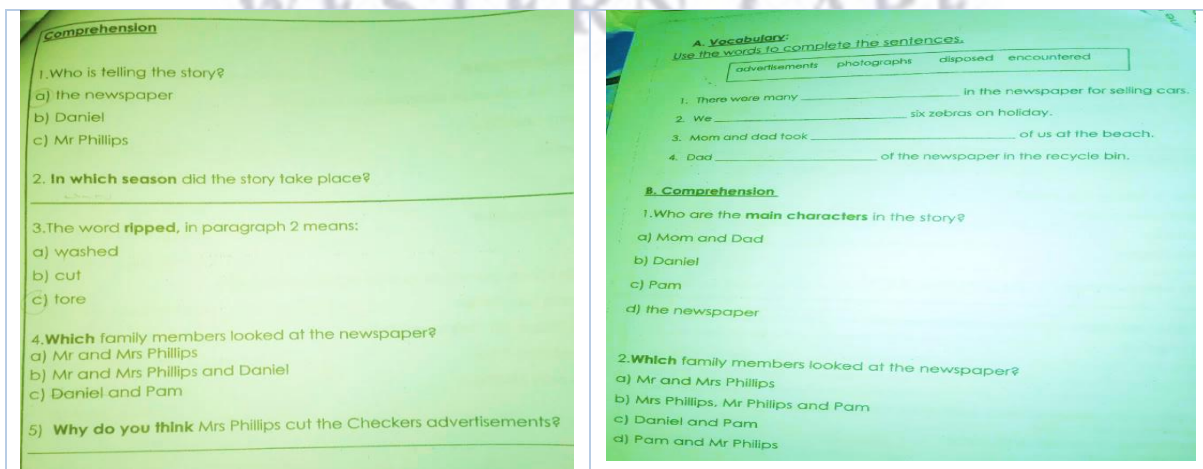 Comprehension
1.Who is telling the story?
a) the newspaper
b) Daniel
c) Mr Phillips
2. In which season did the story take place?
3.The word ripped, in paragraph 2 means:
a) washed
b) cut
c) tore
4.Which family members looked at the newspaper?
a) Mr and Mrs Phillips
b) Mr and Mrs Phillips and Daniel
c) Daniel and Pam
5) Why do you think Mrs Phillips cut the Checkers advertisements?
A. Vocabulary:
Use the words to complete the sentences.
advertisements photographs disposed encountered
1. There were many ____________ in the newspaper for selling cars.
2. We ____________ six zebras on holiday.
3. Mom and dad took ____________ of us at the beach.
4. Dad ____________ of the newspaper in the recycle bin.
B. Comprehension
1.Who are the main characters in the story?
a) Mom and Dad
b) Daniel
c) Pam
d) the newspaper
2.Which family members looked at the newspaper?
a) Mr and Mrs Phillips
b) Mrs Phillips, Mr Philips and Pam
c) Daniel and Pam
d) Pam and Mr Philips